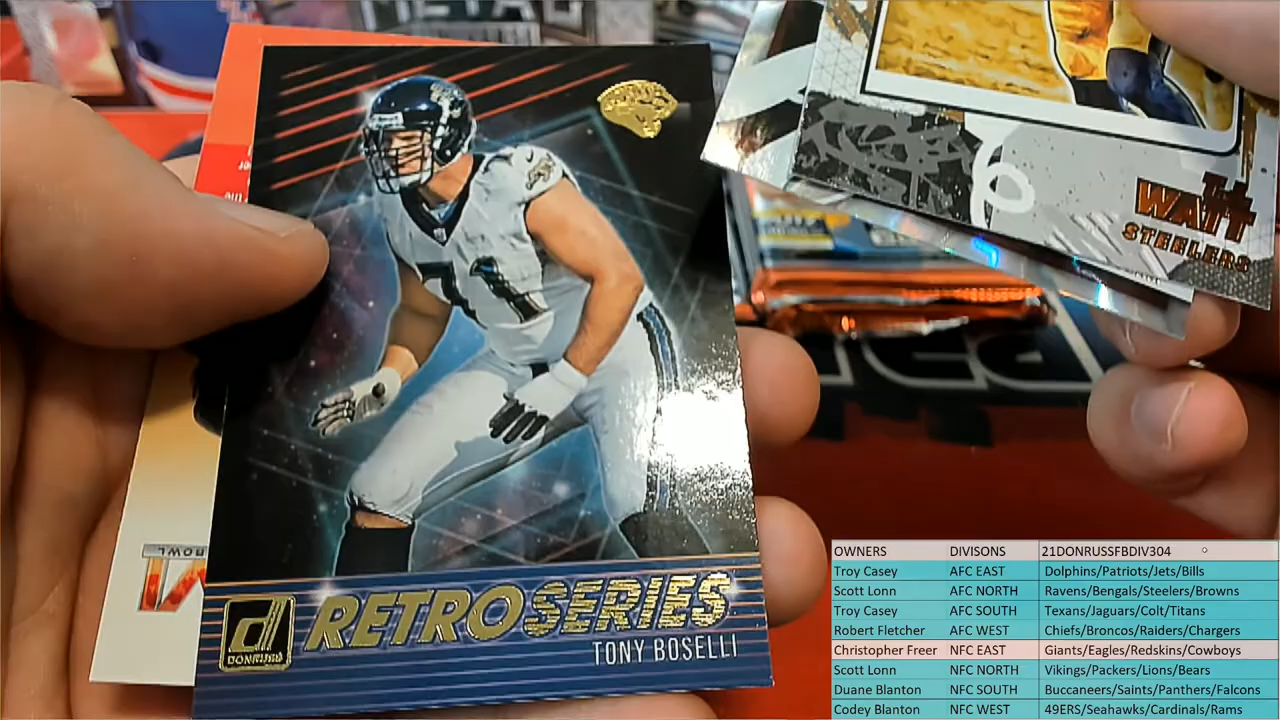 71
DONRUSS
RETRO SERIES
TONY BOSELLI
T.J.
WATT
STEELERS
OWNERS DIVISONS 21DONRUSSFBDIV304
Troy Casey AFC EAST Dolphins/Patriots/Jets/Bills
Scott Lonn AFC NORTH Ravens/Bengals/Steelers/Browns
Troy Casey AFC SOUTH Texans/Jaguars/Colt/Titans
Robert Fletcher AFC WEST Chiefs/Broncos/Raiders/Chargers
Christopher Freer NFC EAST Giants/Eagles/Redskins/Cowboys
Scott Lonn NFC NORTH Vikings/Packers/Lions/Bears
Duane Blanton NFC SOUTH Buccaneers/Saints/Panthers/Falcons
Codey Blanton NFC WEST 49ERS/Seahawks/Cardinals/Rams